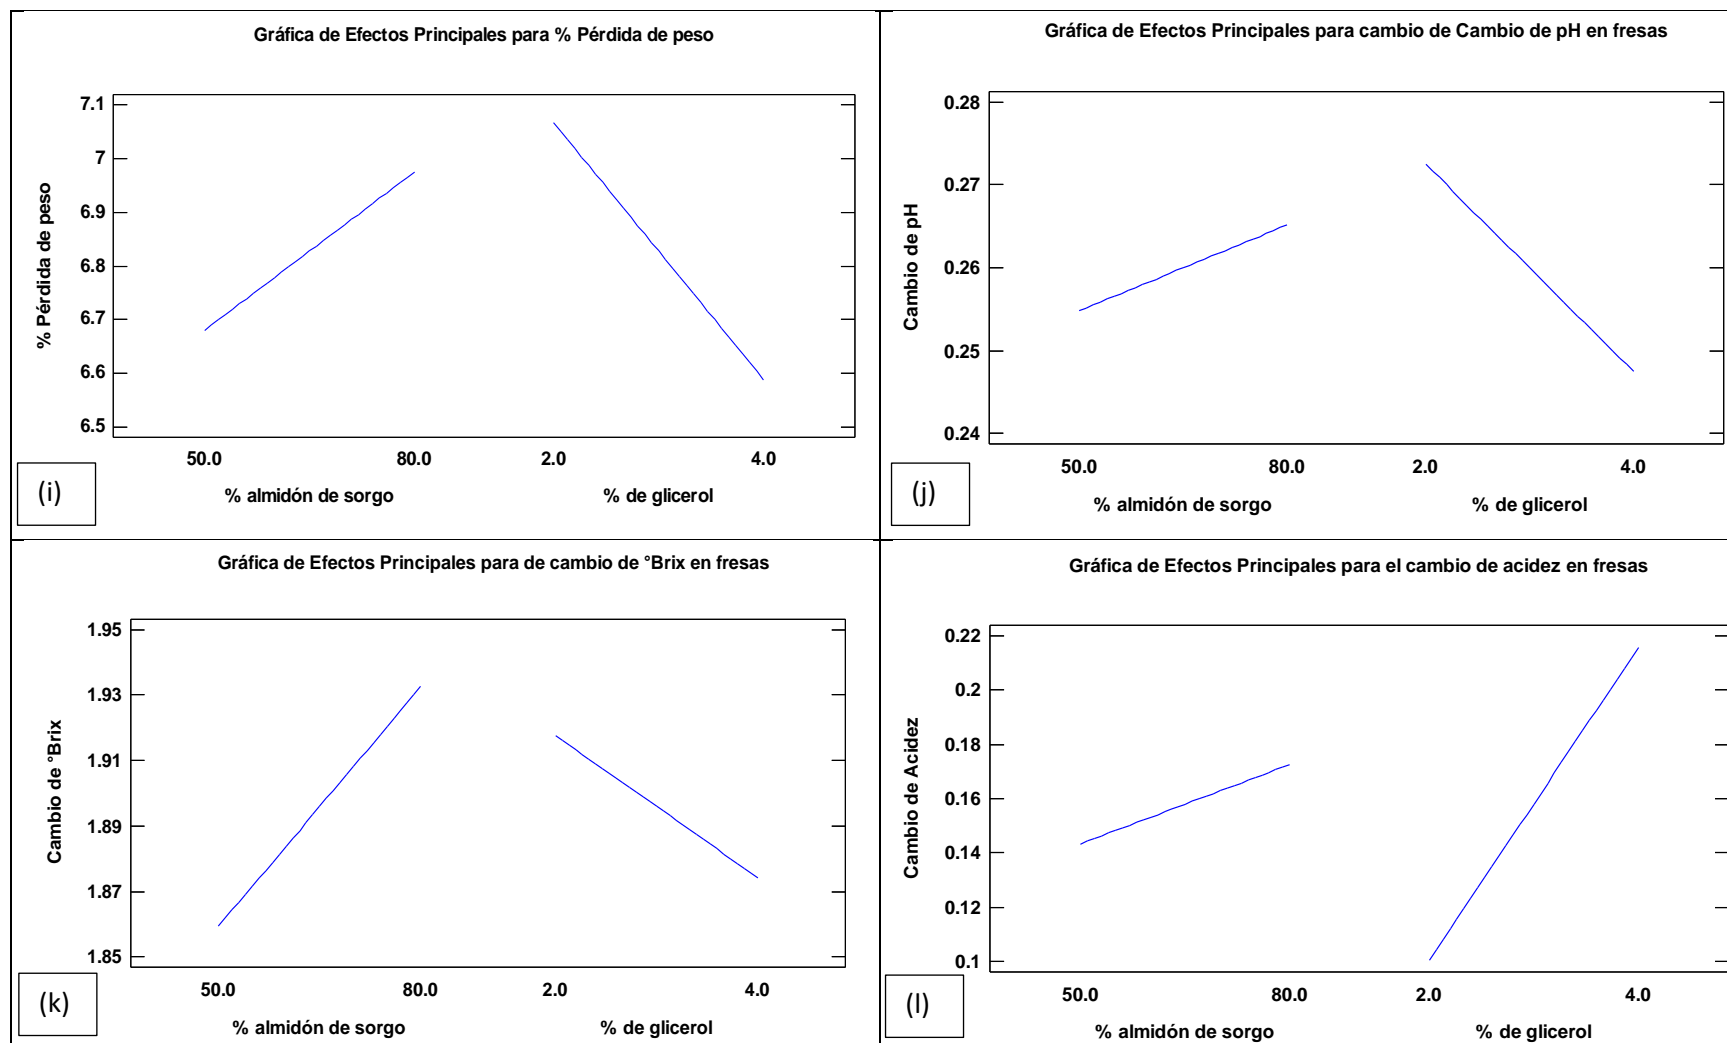 Gráfica de Efectos Principales para % Pérdida de peso
7.1
7
6.9
6.8
6.7
6.6
6.5
% Pérdida de peso
50.0 80.0 2.0 4.0
% almidón de sorgo % de glicerol
(i)
Gráfica de Efectos Principales para cambio de Cambio de pH en fresas
0.28
0.27
0.26
0.25
0.24
Cambio de pH
50.0 80.0 2.0 4.0
% almidón de sorgo % de glicerol
(j)
Gráfica de Efectos Principales para de cambio de °Brix en fresas
1.95
1.93
1.91
1.89
1.87
1.85
Cambio de °Brix
50.0 80.0 2.0 4.0
% almidón de sorgo % de glicerol
(k)
Gráfica de Efectos Principales para el cambio de acidez en fresas
0.22
0.2
0.18
0.16
0.14
0.12
0.1
Cambio de Acidez
50.0 80.0 2.0 4.0
% almidón de sorgo % de glicerol
(l)